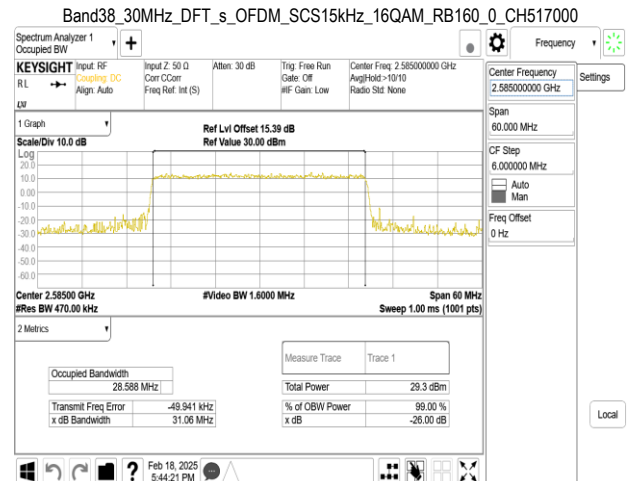 Band38_30MHz_DFT_s_OFDM_SCS15kHz_16QAM_RB160_0_CH517000
Spectrum Analyzer 1
Occupied BW
Frequency
KEYSIGHT
RL
LXI
Input: RF
Coupling: DC
Align: Auto
Input Z: 50 Ω
Corr CCorr
Freq Ref: Int (S)
Atten: 30 dB
Trig: Free Run
Gate: Off
#IF Gain: Low
Center Freq: 2.585000000 GHz
Avg|Hold:>10/10
Radio Std: None
Center Frequency
2.585000000 GHz
Settings
Span
60.000 MHz
CF Step
6.000000 MHz
Auto
Man
Freq Offset
0 Hz
1 Graph
Scale/Div 10.0 dB
Ref Lvl Offset 15.39 dB
Ref Value 30.00 dBm
Log
20.0
10.0
0.00
-10.0
-20.0
-30.0
-40.0
-50.0
-60.0
Center 2.58500 GHz
#Res BW 470.00 kHz
#Video BW 1.6000 MHz
Span 60 MHz
Sweep 1.00 ms (1001 pts)
2 Metrics
Measure Trace Trace 1
Occupied Bandwidth
28.588 MHz
Total Power 29.3 dBm
Transmit Freq Error -49.941 kHz
% of OBW Power 99.00 %
x dB Bandwidth 31.06 MHz
x dB -26.00 dB
Local
?
Feb 18, 2025
5:44:21 PM